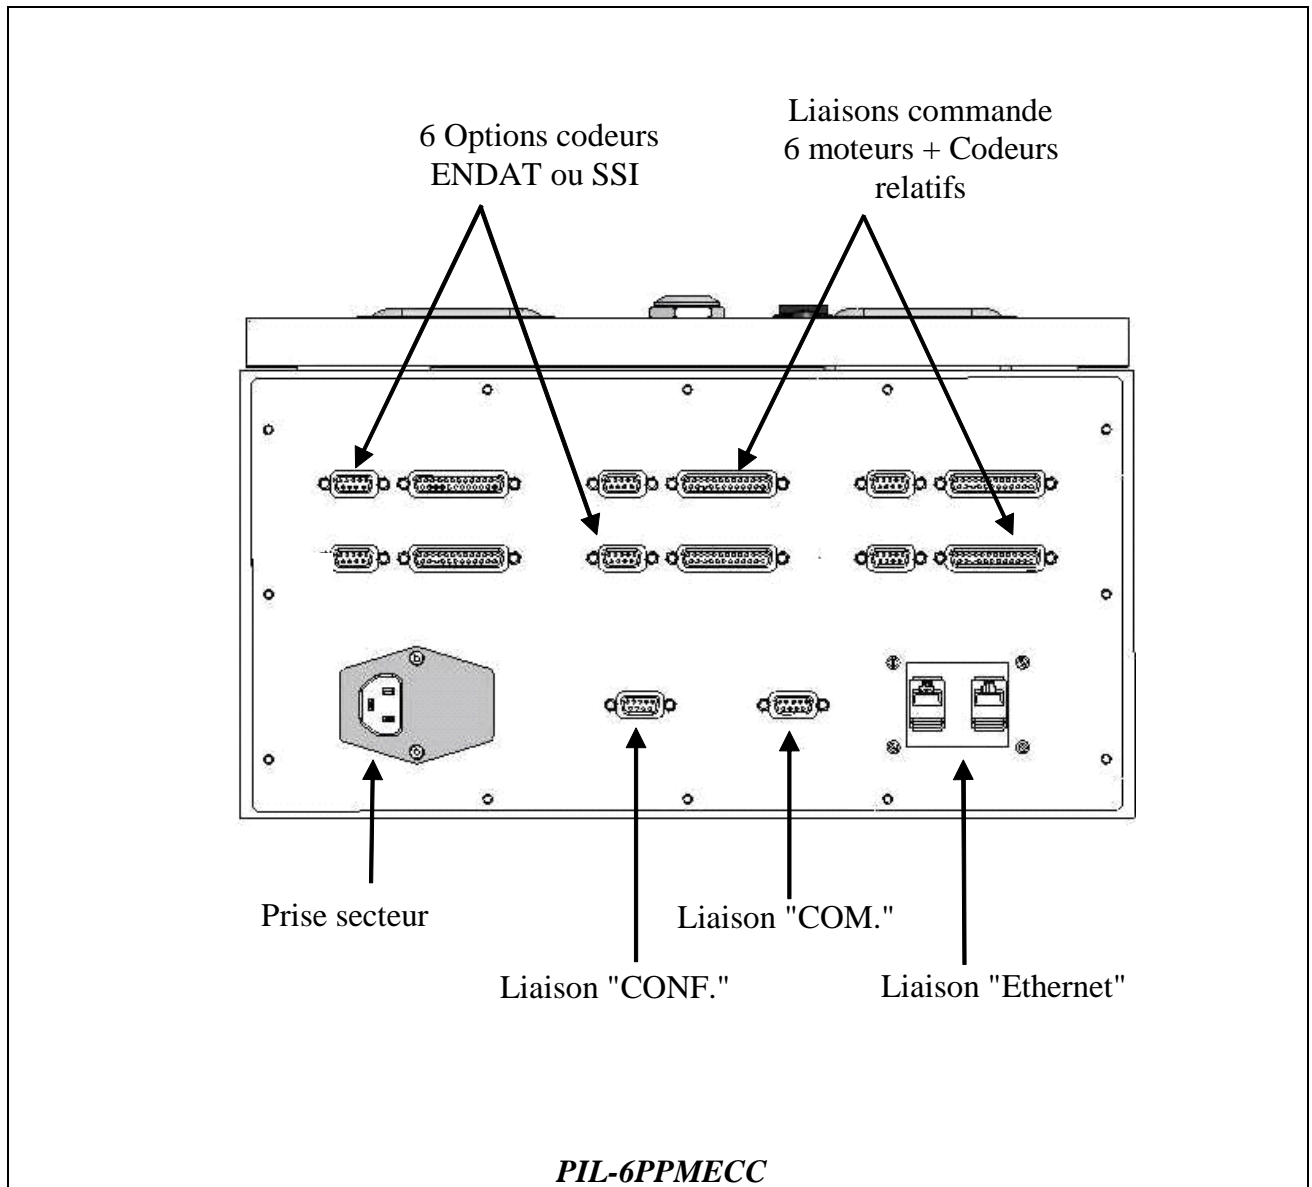 6 Options codeurs
ENDAT ou SSI
Liaisons commande
6 moteurs + Codeurs
relatifs
Prise secteur
Liaison "COM."
Liaison "CONF."
Liaison "Ethernet"
PIL-6PPMECC